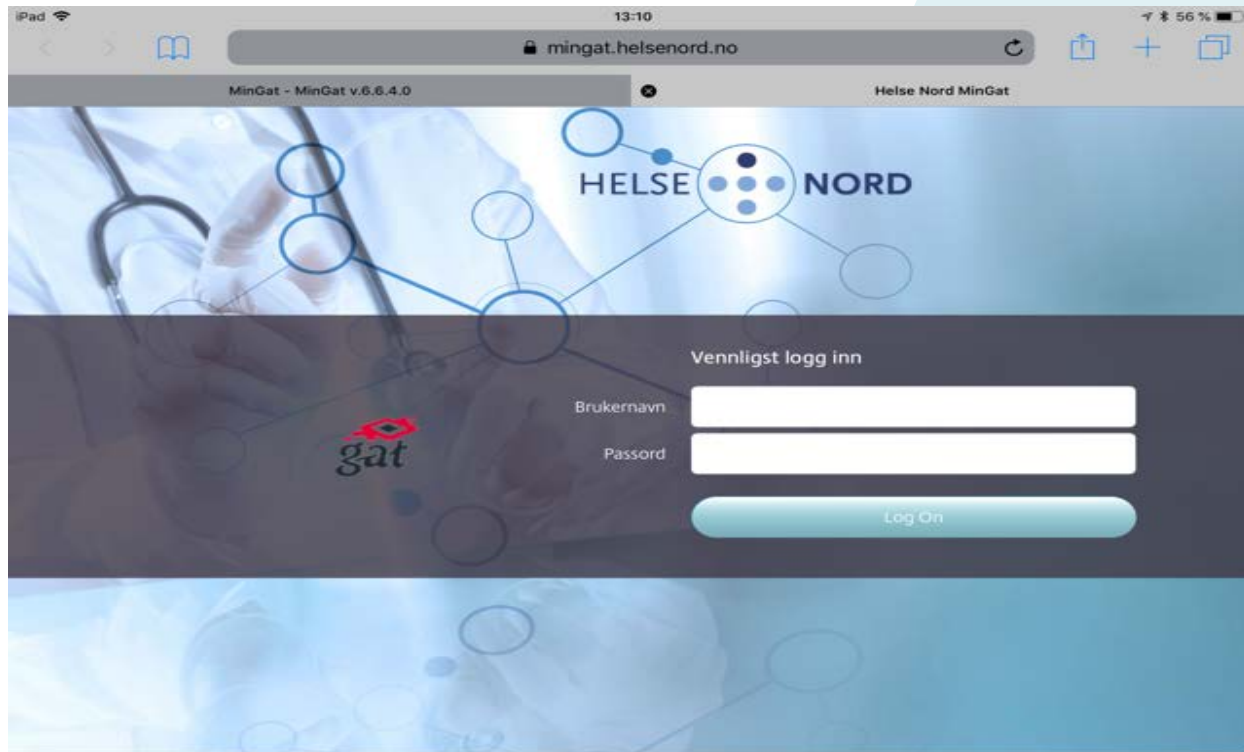 iPad 13:10 56 %
mingat.helsenord.no
MinGat - MinGat v.6.6.4.0 Helse Nord MinGat
HELSE NORD
Vennligst logg inn
Brukernavn
gat
Passord
Log On